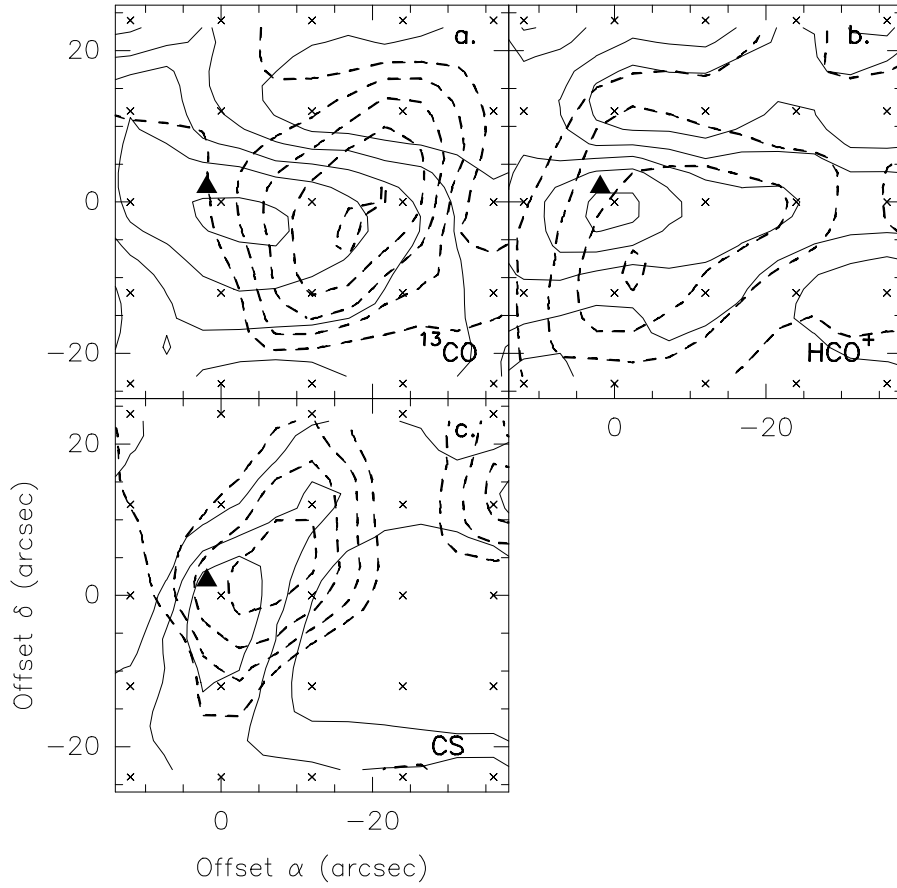 a.
b.
20
0
−20
¹³CO
HCO⁺
0
−20
c.
20
0
−20
CS
0
−20
Offset δ (arcsec)
Offset α (arcsec)